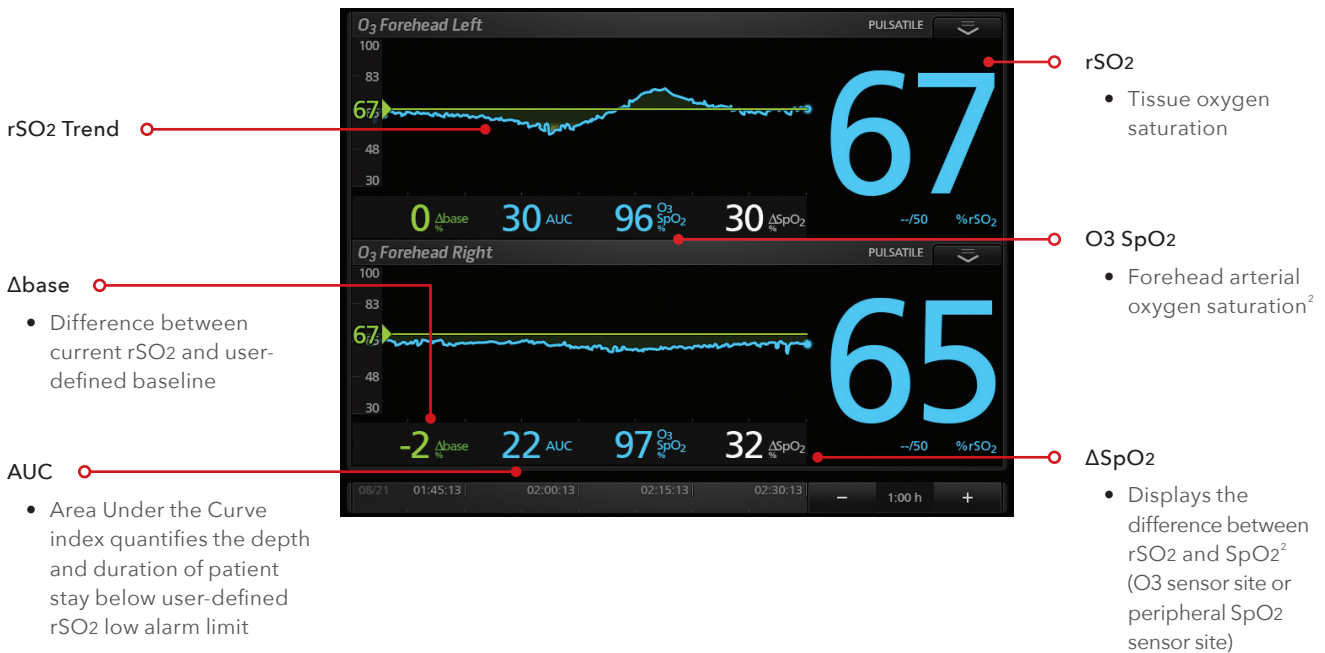 rSO2 Trend
Δbase
• Difference between
current rSO2 and user-
defined baseline
AUC
• Area Under the Curve
index quantifies the depth
and duration of patient
stay below user-defined
rSO2 low alarm limit
O3 Forehead Left
PULSATILE
100
83
67
48
30
67
0 Δbase %
30 AUC
96 O3 SpO2 %
30 ΔSpO2 %
--/50 %rSO2
O3 Forehead Right
PULSATILE
100
83
67
48
30
65
-2 Δbase %
22 AUC
97 O3 SpO2 %
32 ΔSpO2 %
--/50 %rSO2
08/21 01:45:13 02:00:13 02:15:13 02:30:13 − 1:00 h +
rSO2
• Tissue oxygen
saturation
O3 SpO2
• Forehead arterial
oxygen saturation²
ΔSpO2
• Displays the
difference between
rSO2 and SpO2²
(O3 sensor site or
peripheral SpO2
sensor site)